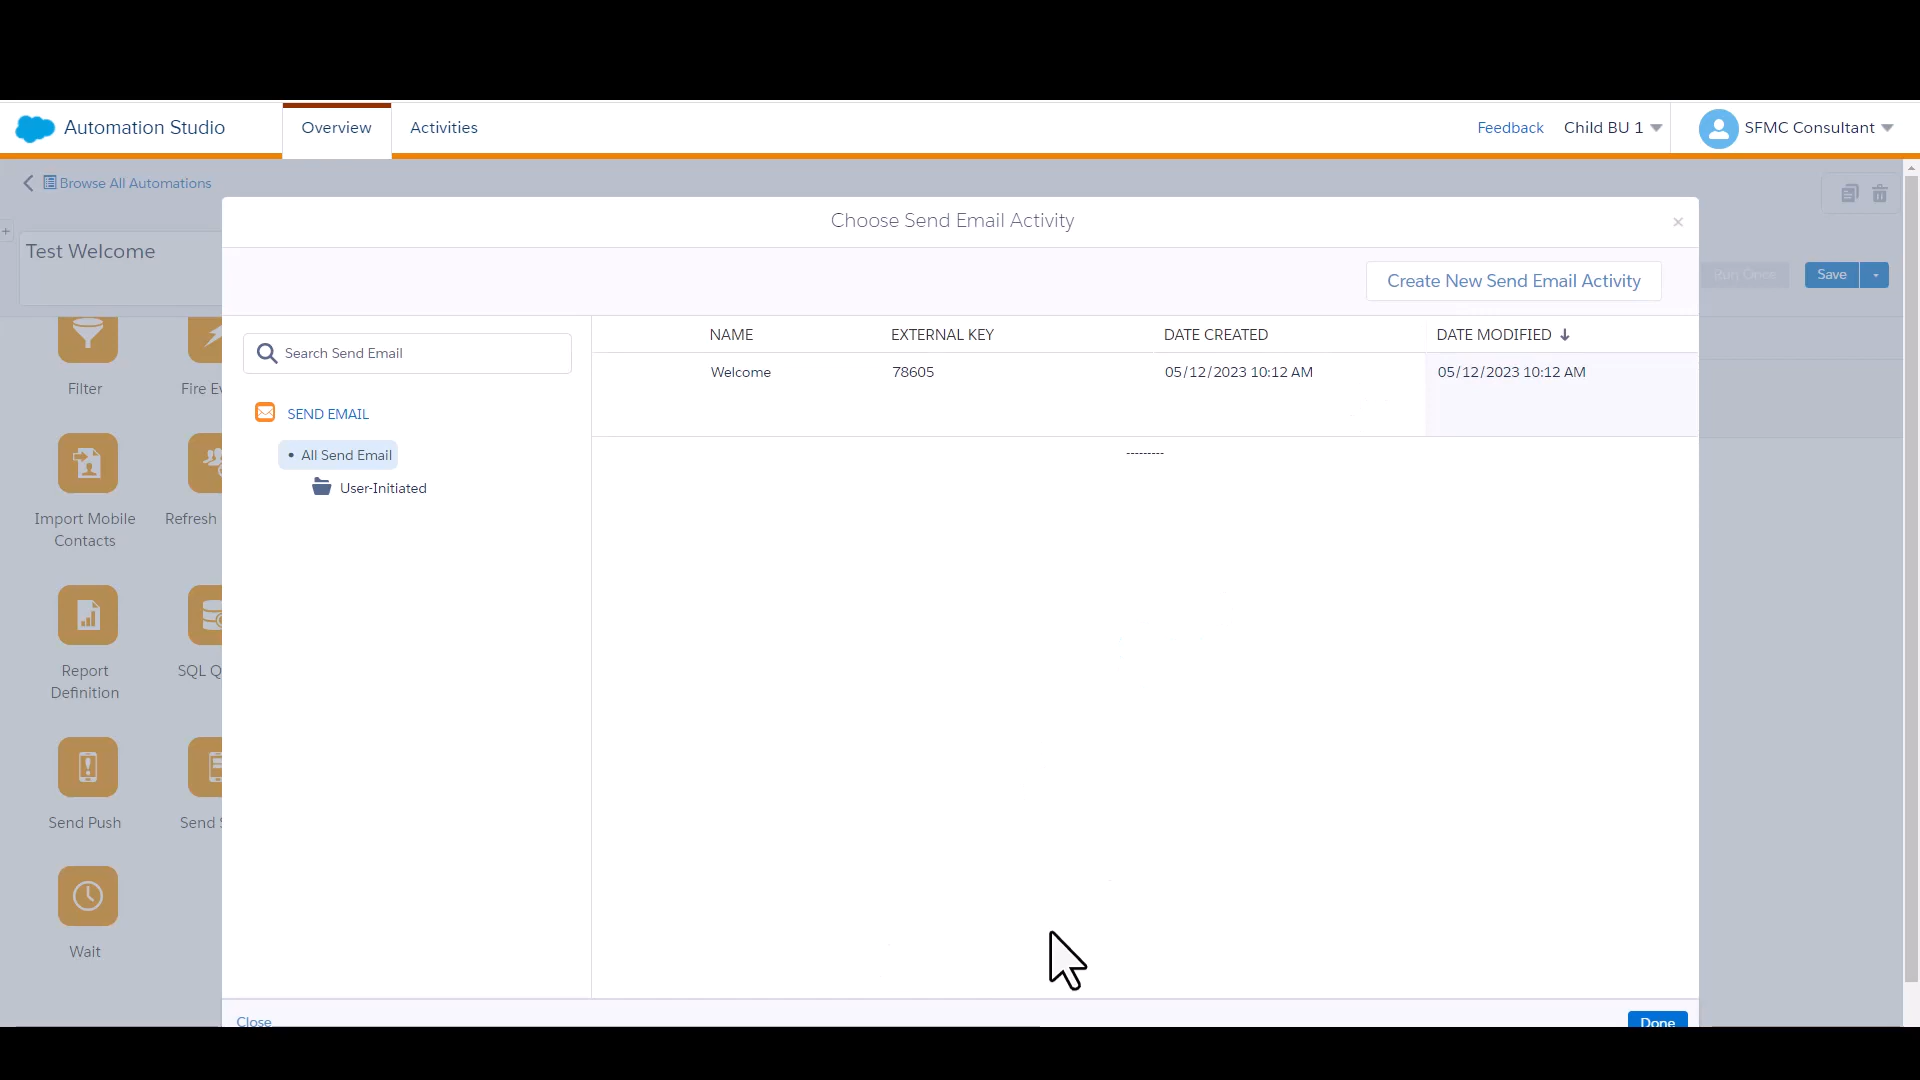 Automation Studio
Overview
Activities
Feedback
Child BU 1
SFMC Consultant
Browse All Automations
Test Welcome
Choose Send Email Activity
×
Create New Send Email Activity
Run Once
Save
Search Send Email
SEND EMAIL
• All Send Email
User-Initiated
NAME
EXTERNAL KEY
DATE CREATED
DATE MODIFIED
Welcome
78605
05/12/2023 10:12 AM
05/12/2023 10:12 AM
---------
Filter
Fire
Import Mobile
Contacts
Refresh
Report
Definition
SQL Q
Send Push
Send
Wait
Close
Done